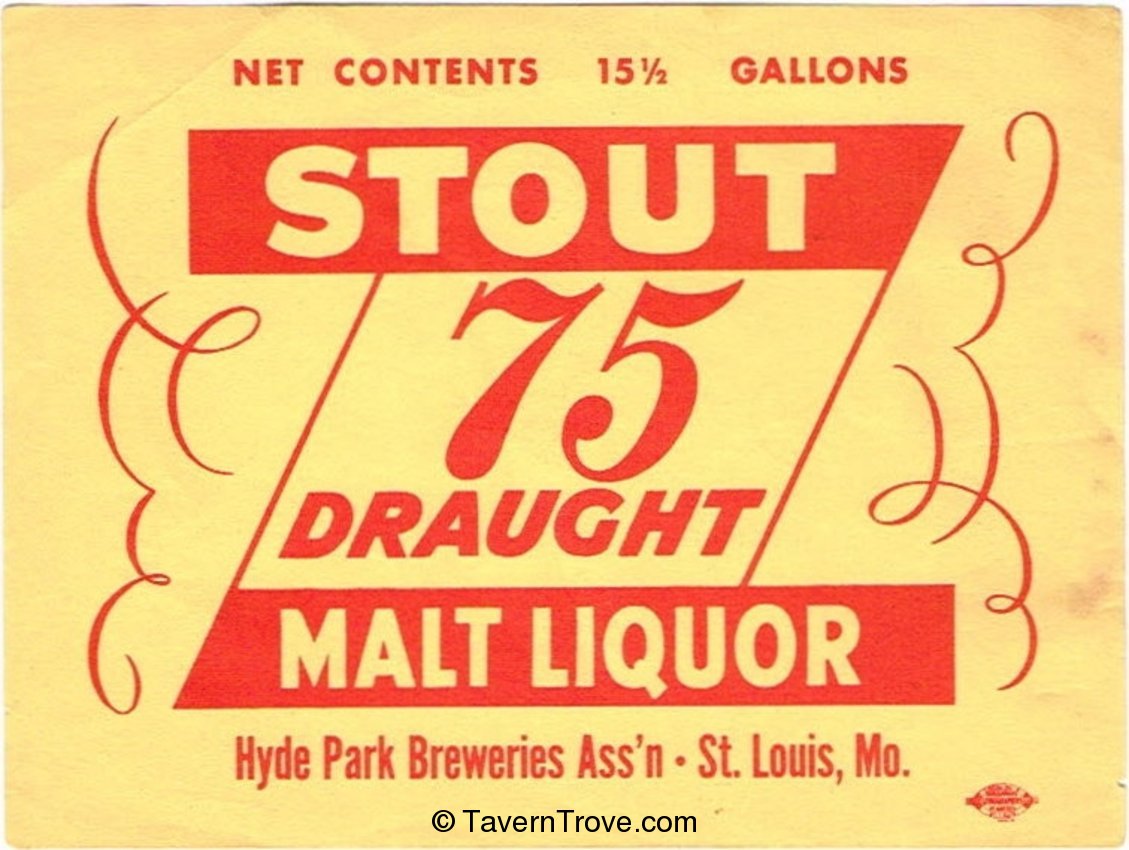 NET CONTENTS 15½ GALLONS
STOUT
75
DRAUGHT
MALT LIQUOR
Hyde Park Breweries Ass'n · St. Louis, Mo.
© TavernTrove.com